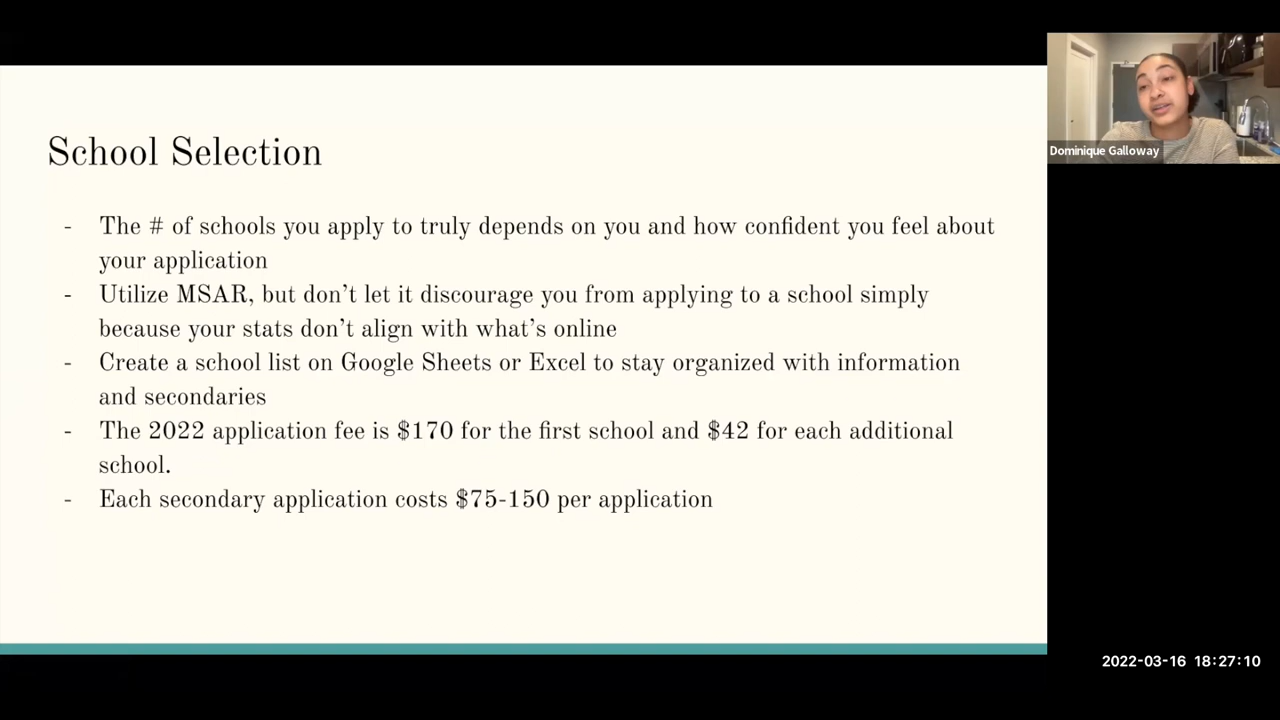 School Selection
- The # of schools you apply to truly depends on you and how confident you feel about
your application
- Utilize MSAR, but don't let it discourage you from applying to a school simply
because your stats don't align with what's online
- Create a school list on Google Sheets or Excel to stay organized with information
and secondaries
- The 2022 application fee is $170 for the first school and $42 for each additional
school.
- Each secondary application costs $75-150 per application
Dominique Galloway
2022-03-16 18:27:10